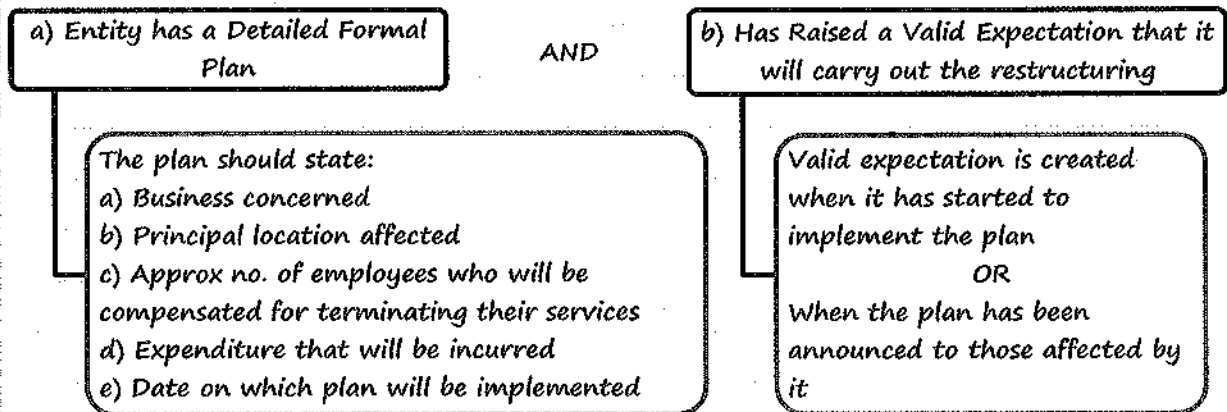 a) Entity has a Detailed Formal
Plan
AND
b) Has Raised a Valid Expectation that it
will carry out the restructuring
The plan should state:
a) Business concerned
b) Principal location affected
c) Approx no. of employees who will be
compensated for terminating their services
d) Expenditure that will be incurred
e) Date on which plan will be implemented
Valid expectation is created
when it has started to
implement the plan
OR
When the plan has been
announced to those affected by
it